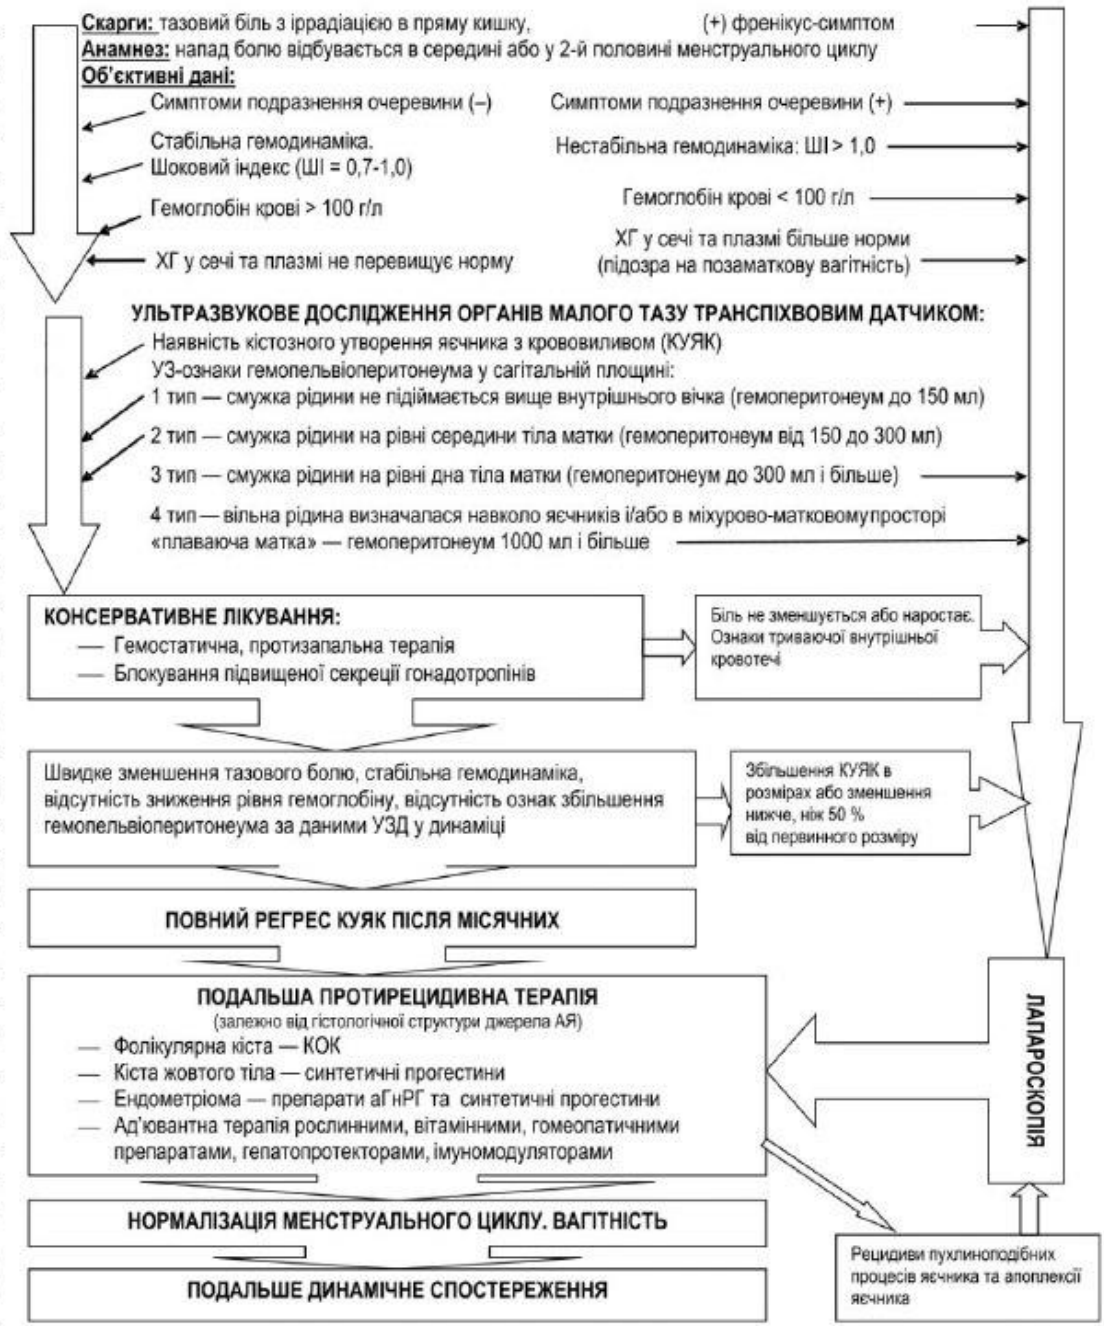 Скарги: тазовий біль з іррадіацією в пряму кишку, (+) френікус-симптом
Анамнез: напад болю відбувається в середині або у 2-й половині менструального циклу
Об'єктивні дані:
Симптоми подразнення очеревини (–) Симптоми подразнення очеревини (+)
Стабільна гемодинаміка.
Шоковий індекс (ШІ = 0,7-1,0)
Нестабільна гемодинаміка: ШІ > 1,0
Гемоглобін крові > 100 г/л
Гемоглобін крові < 100 г/л
ХГ у сечі та плазмі не перевищує норму
ХГ у сечі та плазмі більше норми
(підозра на позаматкову вагітність)
УЛЬТРАЗВУКОВЕ ДОСЛІДЖЕННЯ ОРГАНІВ МАЛОГО ТАЗУ ТРАНСПІХВОВИМ ДАТЧИКОМ:
Наявність кістозного утворення яєчника з крововиливом (КУЯК)
УЗ-ознаки гемопельвіоперитонеума у сагітальній площині:
1 тип — смужка рідини не підіймається вище внутрішнього вічка (гемоперитонеум до 150 мл)
2 тип — смужка рідини на рівні середини тіла матки (гемоперитонеум від 150 до 300 мл)
3 тип — смужка рідини на рівні дна тіла матки (гемоперитонеум до 300 мл і більше)
4 тип — вільна рідина визначалася навколо яєчників і/або в міхурово-матковому просторі
«плаваюча матка» — гемоперитонеум 1000 мл і більше
КОНСЕРВАТИВНЕ ЛІКУВАННЯ:
— Гемостатична, протизапальна терапія
— Блокування підвищеної секреції гонадотропінів
Біль не зменшується або наростає.
Ознаки триваючої внутрішньої
кровотечі
Швидке зменшення тазового болю, стабільна гемодинаміка,
відсутність зниження рівня гемоглобіну, відсутність ознак збільшення
гемопельвіоперитонеума за даними УЗД у динаміці
Збільшення КУЯК в
розмірах або зменшення
нижче, ніж 50 %
від первинного розміру
ПОВНИЙ РЕГРЕС КУЯК ПІСЛЯ МІСЯЧНИХ
ПОДАЛЬША ПРОТИРЕЦИДИВНА ТЕРАПІЯ
(залежно від гістологічної структури джерела АЯ)
— Фолікулярна кіста — КОК
— Кіста жовтого тіла — синтетичні прогестини
— Ендометріома — препарати аГнРГ та синтетичні прогестини
— Ад'ювантна терапія рослинними, вітамінними, гомеопатичними
препаратами, гепатопротекторами, імуномодуляторами
ЛАПАРОСКОПІЯ
НОРМАЛІЗАЦІЯ МЕНСТРУАЛЬНОГО ЦИКЛУ. ВАГІТНІСТЬ
Рецидиви пухлиноподібних
процесів яєчника та апоплексії
яєчника
ПОДАЛЬШЕ ДИНАМІЧНЕ СПОСТЕРЕЖЕННЯ